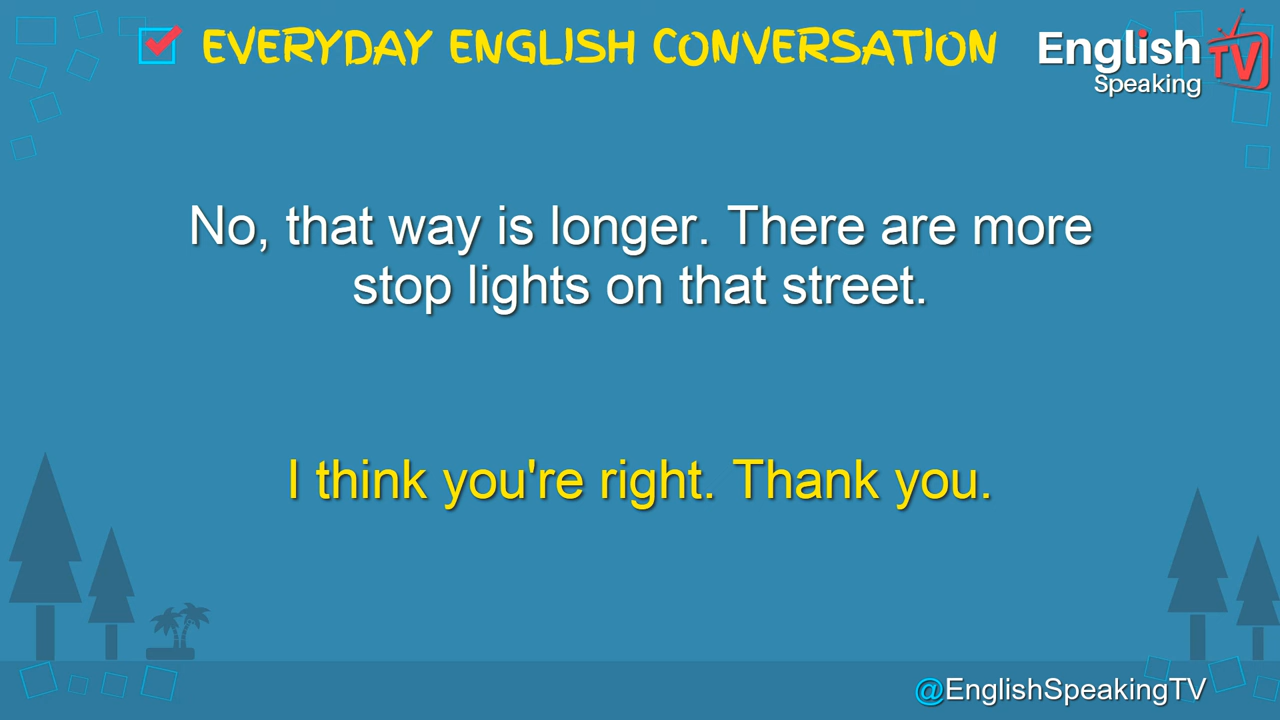 EVERYDAY ENGLISH CONVERSATION
English
Speaking
TV
No, that way is longer. There are more
stop lights on that street.
I think you're right. Thank you.
@EnglishSpeakingTV